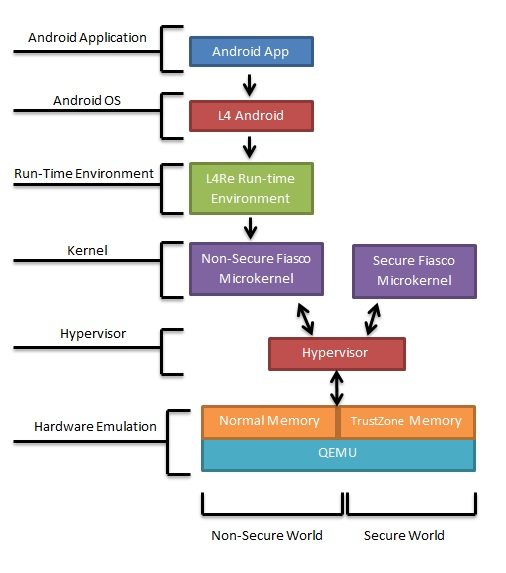 Android Application
Android App
Android OS
L4 Android
Run-Time Environment
L4Re Run-time
Environment
Kernel
Non-Secure Fiasco
Microkernel
Secure Fiasco
Microkernel
Hypervisor
Hypervisor
Hardware Emulation
Normal Memory
TrustZone Memory
QEMU
Non-Secure World
Secure World